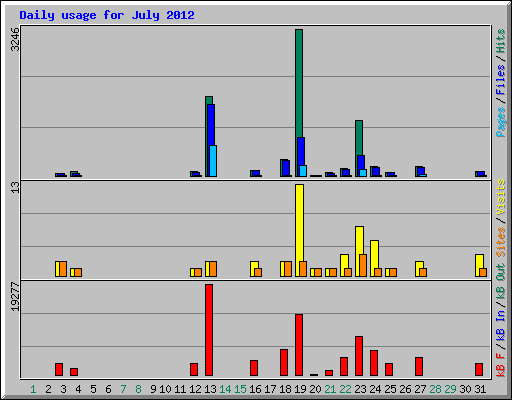 Daily usage for July 2012
3246
Pages / Files / Hits
13
Sites / Visits
19277
kB F / kB In / kB Out
1 2 3 4 5 6 7 8 9 10 11 12 13 14 15 16 17 18 19 20 21 22 23 24 25 26 27 28 29 30 31